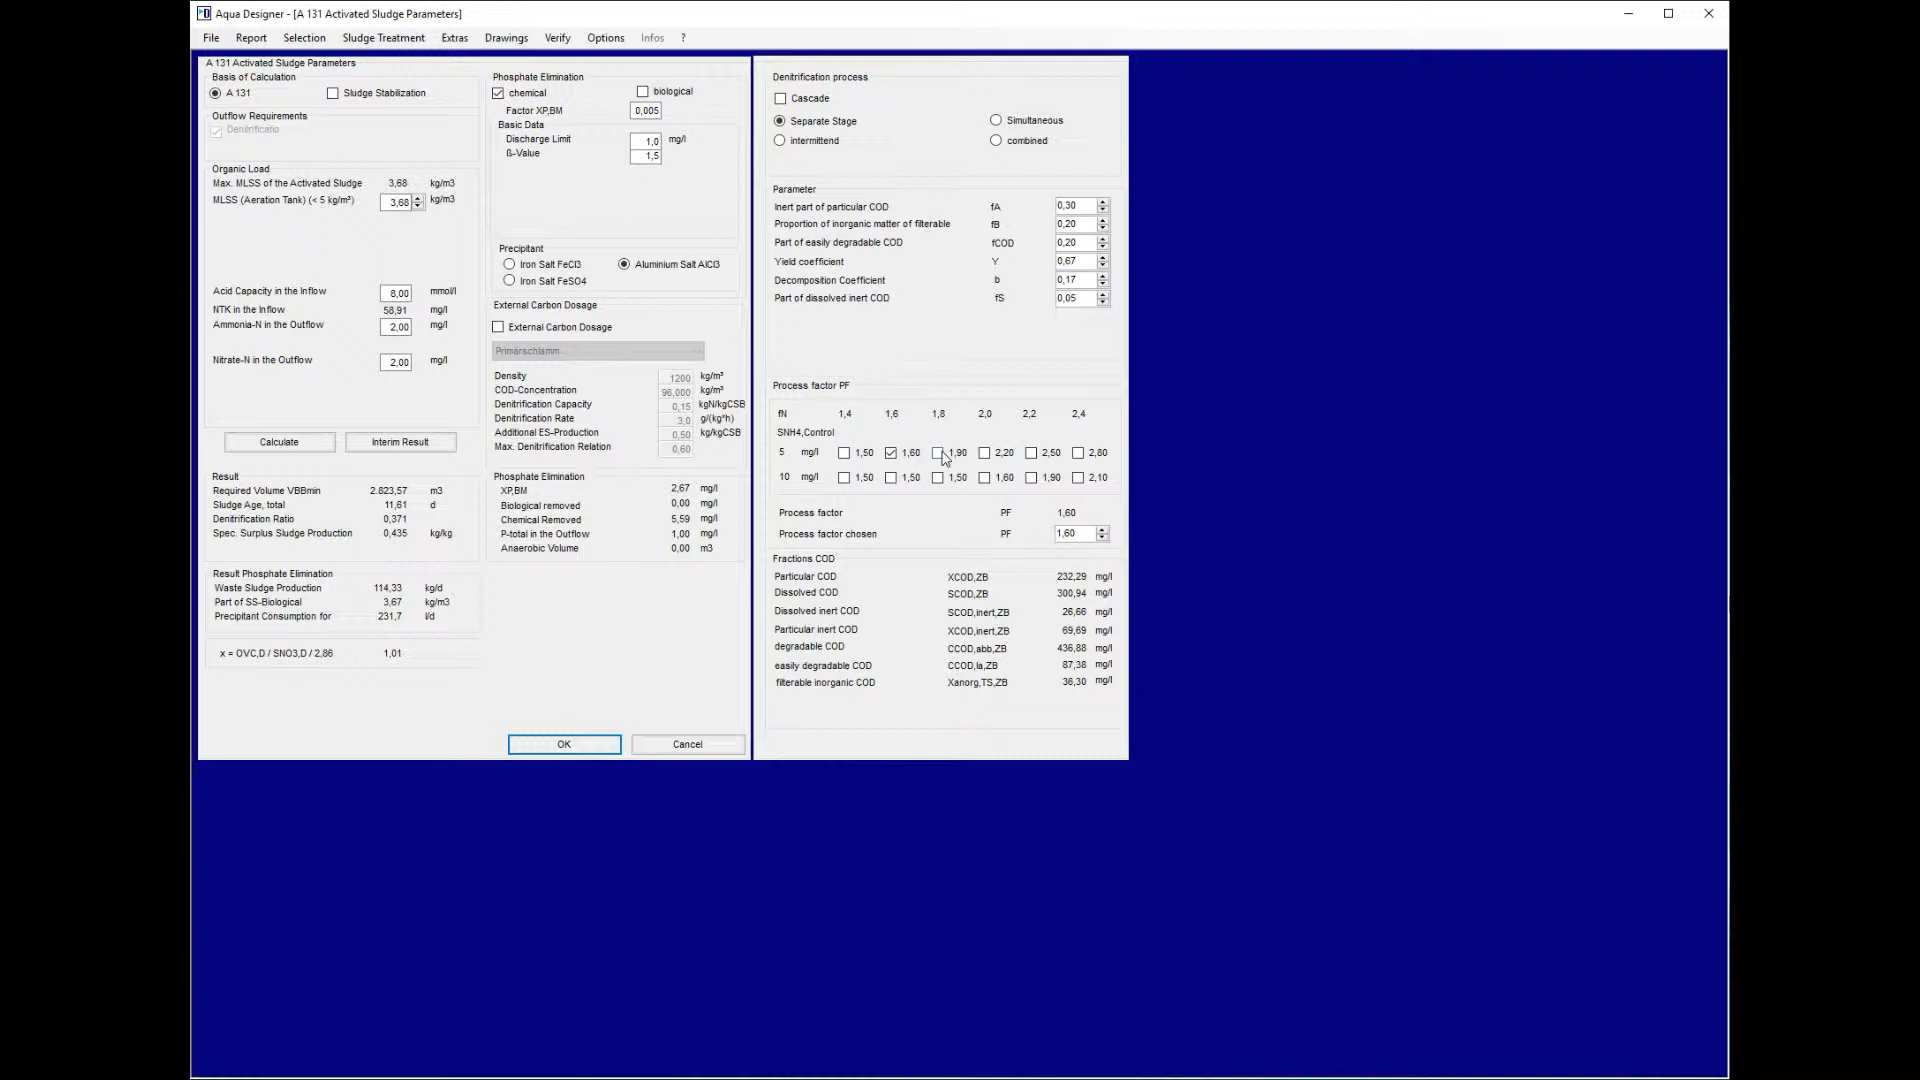 Aqua Designer - [A 131 Activated Sludge Parameters]
File Report Selection Sludge Treatment Extras Drawings Verify Options Infos ?
A 131 Activated Sludge Parameters
Basis of Calculation
A 131 Sludge Stabilization
Outflow Requirements
Denitrificatio
Organic Load
Max. MLSS of the Activated Sludge 3,68 kg/m3
MLSS (Aeration Tank) (< 5 kg/m³) 3,68 kg/m3
Acid Capacity in the Inflow 8,00 mmol/l
NTK in the Inflow 58,91 mg/l
Ammonia-N in the Outflow 2,00 mg/l
Nitrate-N in the Outflow 2,00 mg/l
Calculate Interim Result
Result
Required Volume VBBmin 2.823,57 m3
Sludge Age, total 11,61 d
Denitrification Ratio 0,371
Spec. Surplus Sludge Production 0,435 kg/kg
Result Phosphate Elimination
Waste Sludge Production 114,33 kg/d
Part of SS-Biological 3,67 kg/m3
Precipitant Consumption for 231,7 l/d
x = OVC,D / SNO3,D / 2,86 1,01
Phosphate Elimination
chemical biological
Factor XP,BM 0,005
Basic Data
Discharge Limit 1,0 mg/l
ß-Value 1,5
Precipitant
Iron Salt FeCl3 Aluminium Salt AlCl3
Iron Salt FeSO4
External Carbon Dosage
External Carbon Dosage
Primärschlamm
Density 1200 kg/m³
COD-Concentration 96,000 kg/m³
Denitrification Capacity 0,15 kgN/kgCSB
Denitrification Rate 3,0 g/(kg*h)
Additional ES-Production 0,50 kg/kgCSB
Max. Denitrification Relation 0,60
Phosphate Elimination
XP,BM 2,67 mg/l
Biological removed 0,00 mg/l
Chemical Removed 5,59 mg/l
P-total in the Outflow 1,00 mg/l
Anaerobic Volume 0,00 m3
OK Cancel
Denitrification process
Cascade
Separate Stage Simultaneous
intermittend combined
Parameter
Inert part of particular COD fA 0,30
Proportion of inorganic matter of filterable fB 0,20
Part of easily degradable COD fCOD 0,20
Yield coefficient Y 0,67
Decomposition Coefficient b 0,17
Part of dissolved inert COD fS 0,05
Process factor PF
fN 1,4 1,6 1,8 2,0 2,2 2,4
SNH4,Control
5 mg/l 1,50 1,60 1,90 2,20 2,50 2,80
10 mg/l 1,50 1,50 1,50 1,60 1,90 2,10
Process factor PF 1,60
Process factor chosen PF 1,60
Fractions COD
Particular COD XCOD,ZB 232,29 mg/l
Dissolved COD SCOD,ZB 300,94 mg/l
Dissolved inert COD SCOD,inert,ZB 26,66 mg/l
Particular inert COD XCOD,inert,ZB 69,69 mg/l
degradable COD CCOD,abb,ZB 436,88 mg/l
easily degradable COD CCOD,la,ZB 87,38 mg/l
filterable inorganic COD Xanorg,TS,ZB 36,30 mg/l